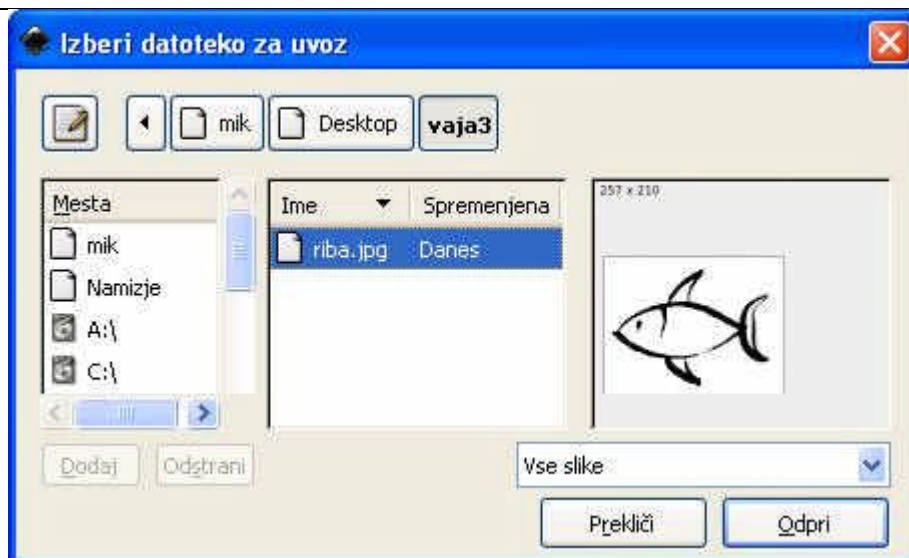 Izberi datoteko za uvoz
mik
Desktop
vaja3
Mesta
mik
Namizje
A:\
C:\
Ime
Spremenjena
riba.jpg
Danes
257 x 210
Dodaj
Odstrani
Vse slike
Prekliči
Odpri